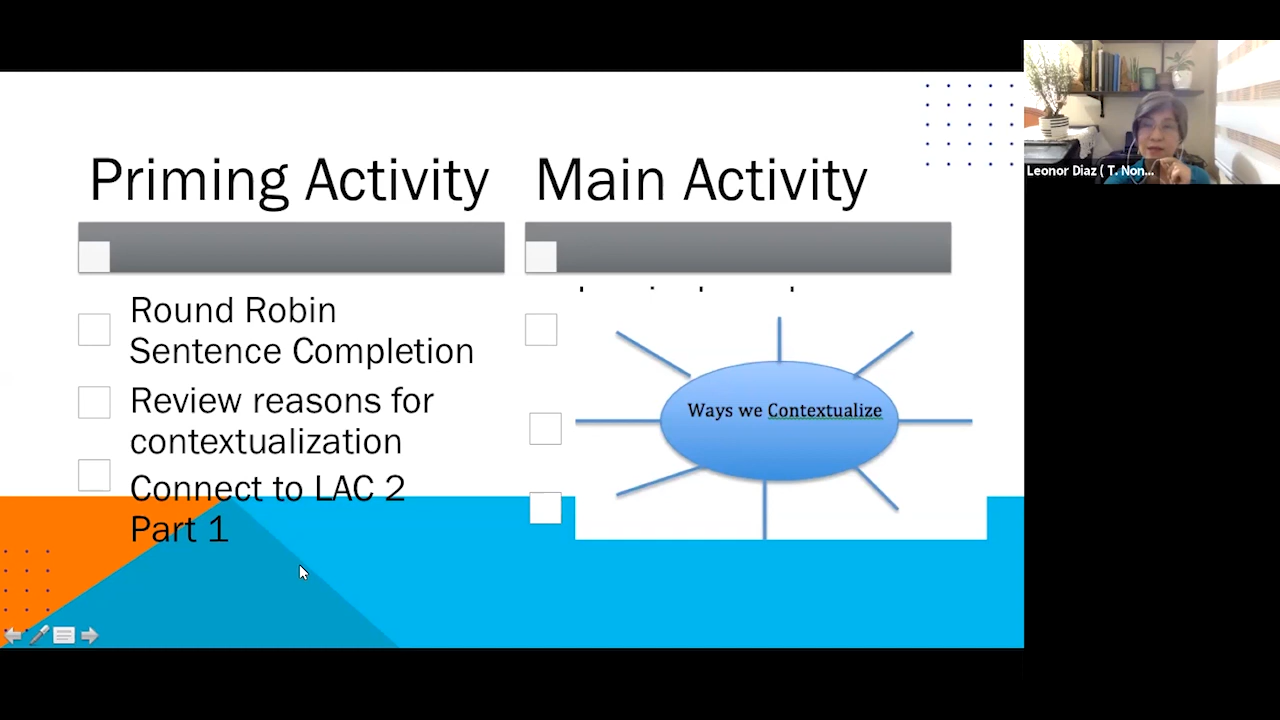 Priming Activity
Main Activity
Round Robin
Sentence Completion
Review reasons for
contextualization
Connect to LAC 2
Part 1
Ways we Contextualize
Leonor Diaz ( T. Non...